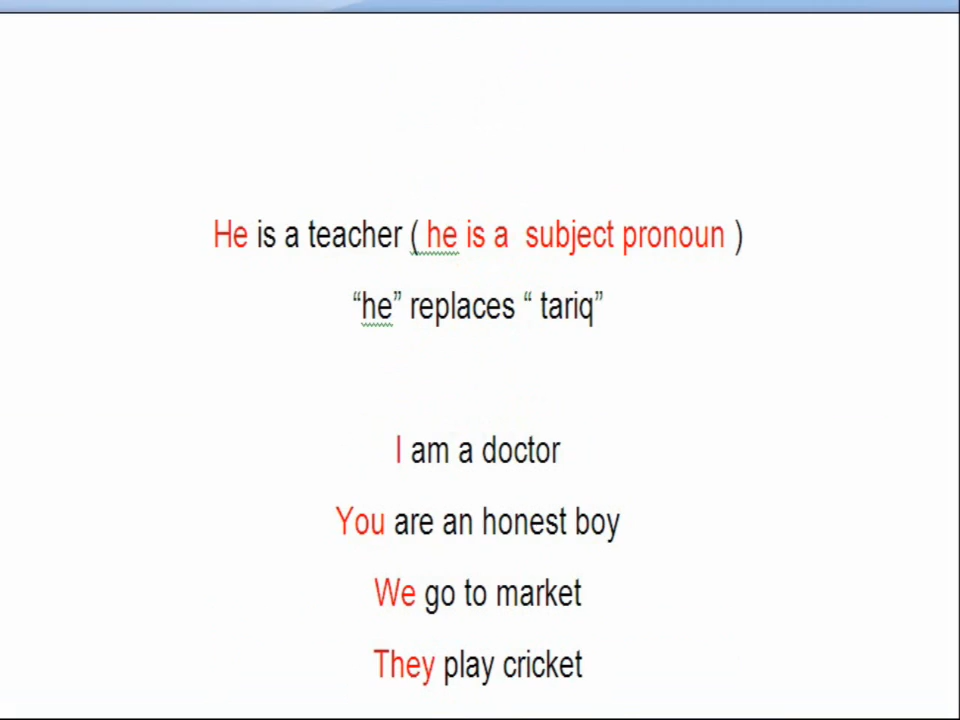 He is a teacher ( he is a  subject pronoun )
“he” replaces “ tariq”
I am a doctor
You are an honest boy
We go to market
They play cricket